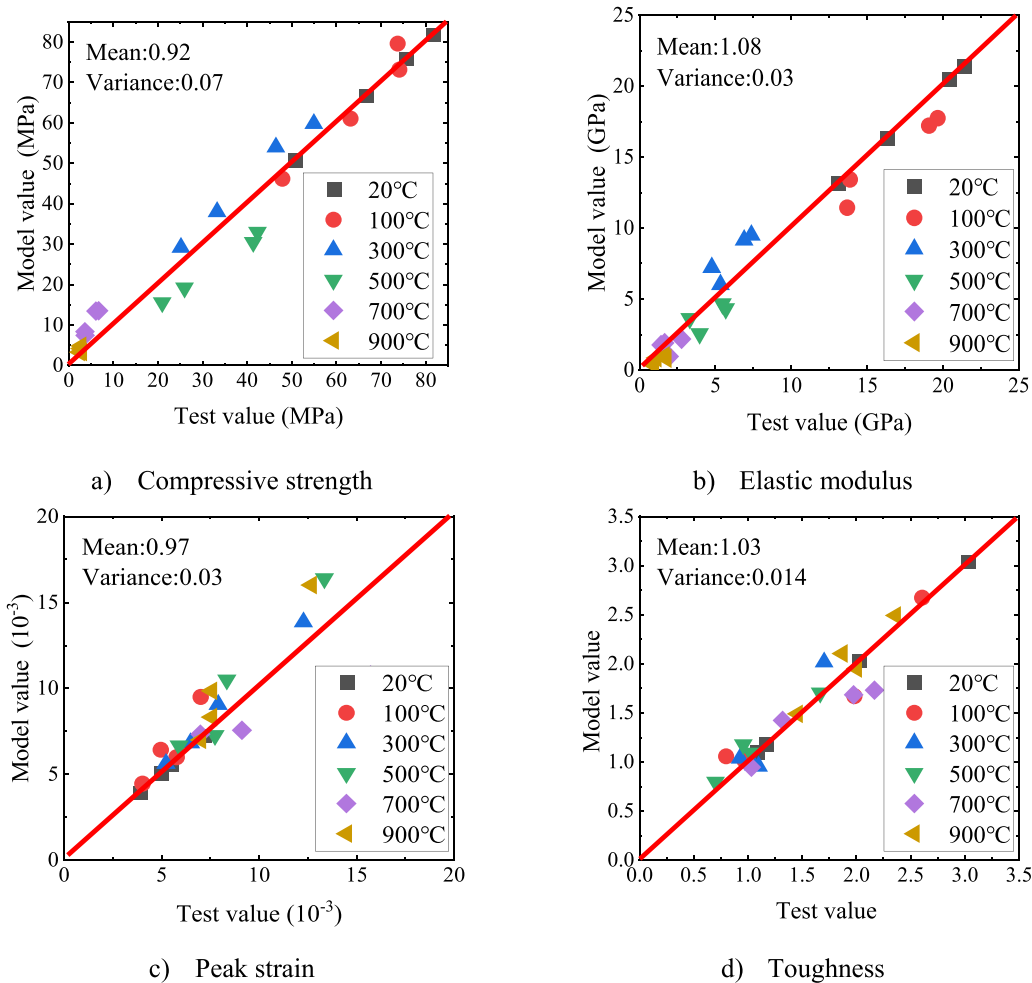 Mean:0.92
Variance:0.07
Model value (MPa)
80
70
60
50
40
30
20
10
0
20℃
100℃
300℃
500℃
700℃
900℃
0 10 20 30 40 50 60 70 80
Test value (MPa)
a) Compressive strength
Mean:1.08
Variance:0.03
Model value (GPa)
25
20
15
10
5
0
20℃
100℃
300℃
500℃
700℃
900℃
0 5 10 15 20 25
Test value (GPa)
b) Elastic modulus
Mean:0.97
Variance:0.03
Model value (10⁻³)
20
15
10
5
0
20℃
100℃
300℃
500℃
700℃
900℃
0 5 10 15 20
Test value (10⁻³)
c) Peak strain
Mean:1.03
Variance:0.014
Model value
3.5
3.0
2.5
2.0
1.5
1.0
0.5
0.0
20℃
100℃
300℃
500℃
700℃
900℃
0.0 0.5 1.0 1.5 2.0 2.5 3.0 3.5
Test value
d) Toughness